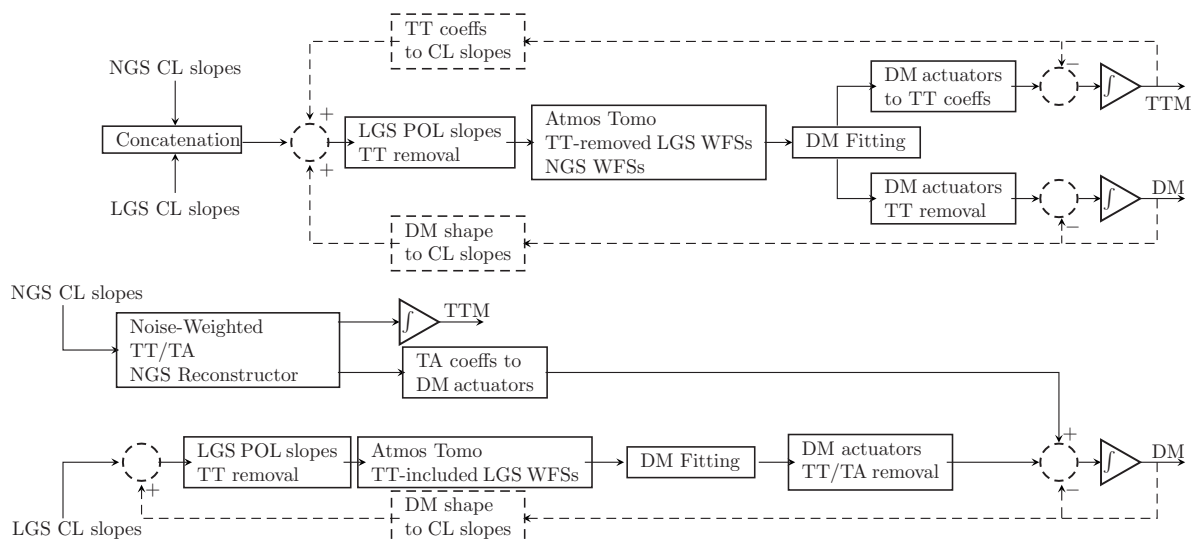 TT coeffs
to CL slopes
NGS CL slopes
Concatenation
LGS CL slopes
+
+
LGS POL slopes
TT removal
Atmos Tomo
TT-removed LGS WFSs
NGS WFSs
DM Fitting
DM actuators
to TT coeffs
−
∫
TTM
DM actuators
TT removal
−
∫
DM
DM shape
to CL slopes
NGS CL slopes
Noise-Weighted
TT/TA
NGS Reconstructor
∫
TTM
TA coeffs to
DM actuators
LGS CL slopes
+
LGS POL slopes
TT removal
Atmos Tomo
TT-included LGS WFSs
DM Fitting
DM actuators
TT/TA removal
+
−
∫
DM
DM shape
to CL slopes